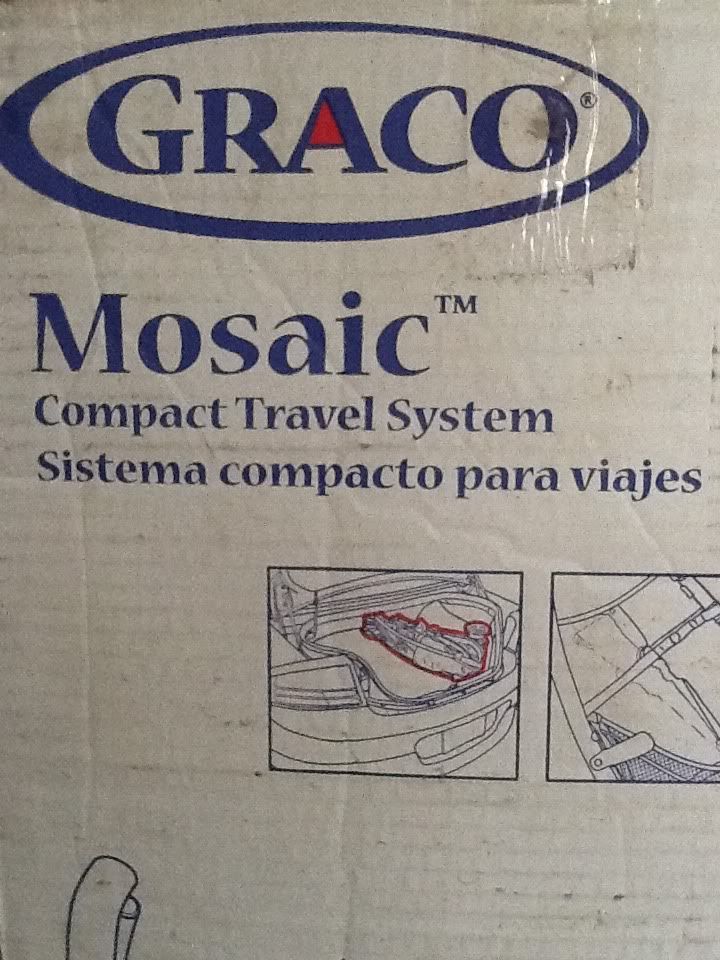 GRACO®
Mosaic™
Compact Travel System
Sistema compacto para viajes